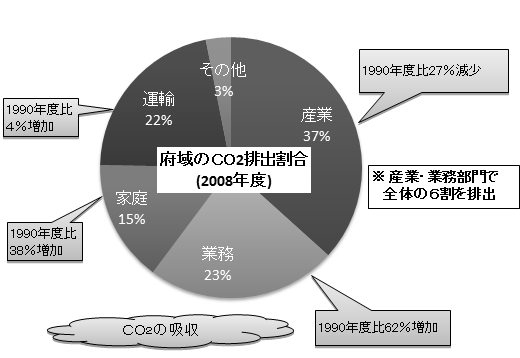 その他
3%
1990年度比27%減少
産業
37%
運輸
22%
1990年度比
4%増加
府域のCO2排出割合
(2008年度)
※産業・業務部門で
全体の6割を排出
家庭
15%
1990年度比
38%増加
業務
23%
1990年度比62%増加
CO2の吸収